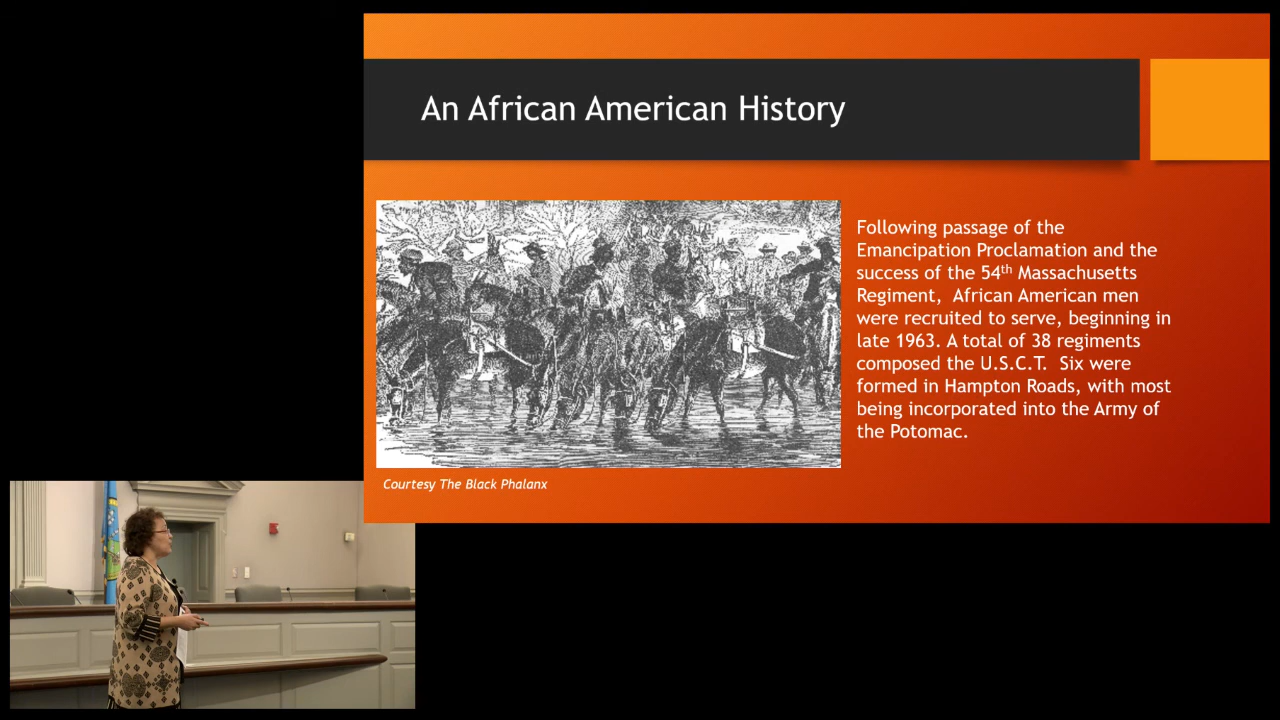 An African American History
Following passage of the
Emancipation Proclamation and the
success of the 54th Massachusetts
Regiment, African American men
were recruited to serve, beginning in
late 1963. A total of 38 regiments
composed the U.S.C.T. Six were
formed in Hampton Roads, with most
being incorporated into the Army of
the Potomac.
Courtesy The Black Phalanx